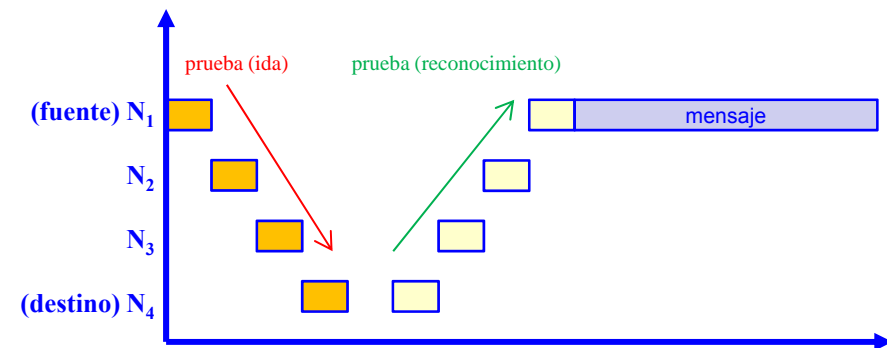 prueba (ida) prueba (reconocimiento)
(fuente) N₁ mensaje
N₂
N₃
(destino) N₄